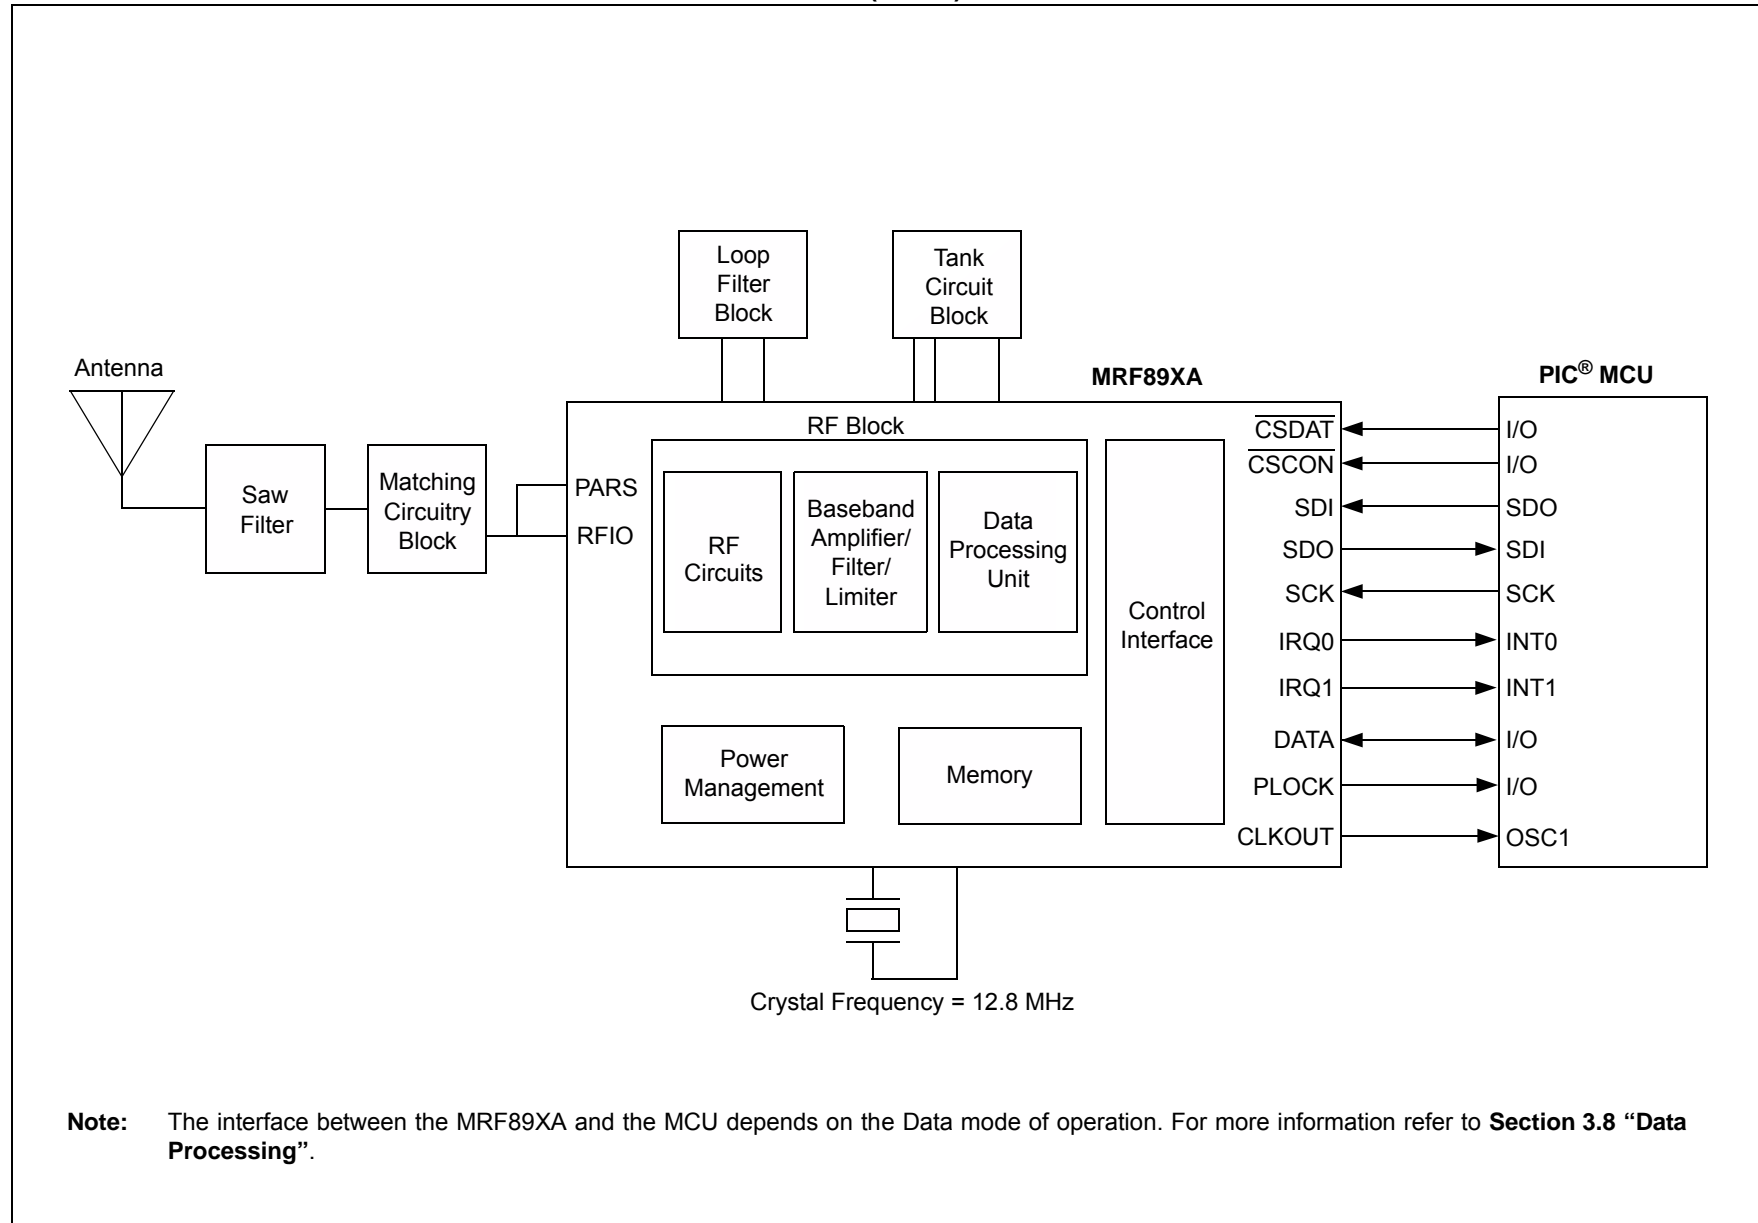 Loop
Filter
Block
Tank
Circuit
Block
Antenna
MRF89XA
PIC® MCU
Saw
Filter
Matching
Circuitry
Block
PARS
RFIO
RF Block
RF
Circuits
Baseband
Amplifier/
Filter/
Limiter
Data
Processing
Unit
Control
Interface
Power
Management
Memory
CSDAT
I/O
CSCON
I/O
SDI
SDO
SDO
SDI
SCK
SCK
IRQ0
INT0
IRQ1
INT1
DATA
I/O
PLOCK
I/O
CLKOUT
OSC1
Crystal Frequency = 12.8 MHz
Note: The interface between the MRF89XA and the MCU depends on the Data mode of operation. For more information refer to Section 3.8 “Data
Processing”.